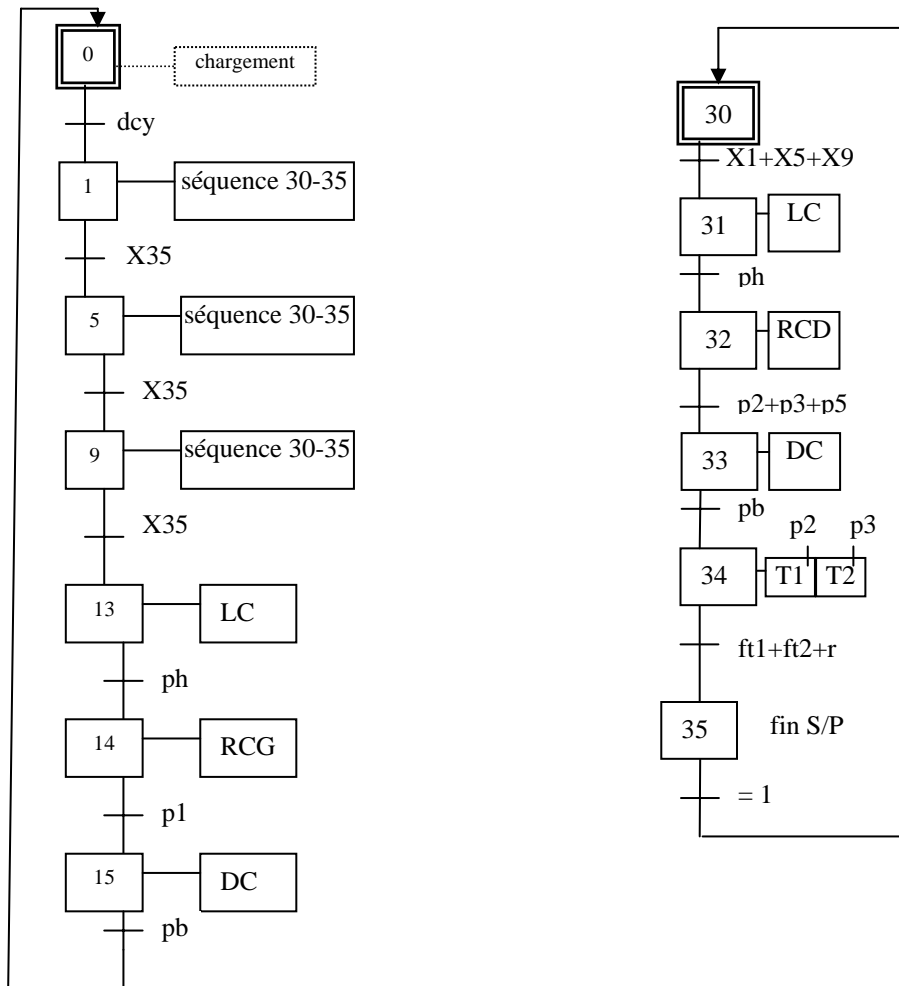 0
chargement
dcy
1
séquence 30-35
X35
5
séquence 30-35
X35
9
séquence 30-35
X35
13
LC
ph
14
RCG
p1
15
DC
pb
30
X1+X5+X9
31
LC
ph
32
RCD
p2+p3+p5
33
DC
pb
p2 p3
34
T1 T2
ft1+ft2+r
35
fin S/P
= 1